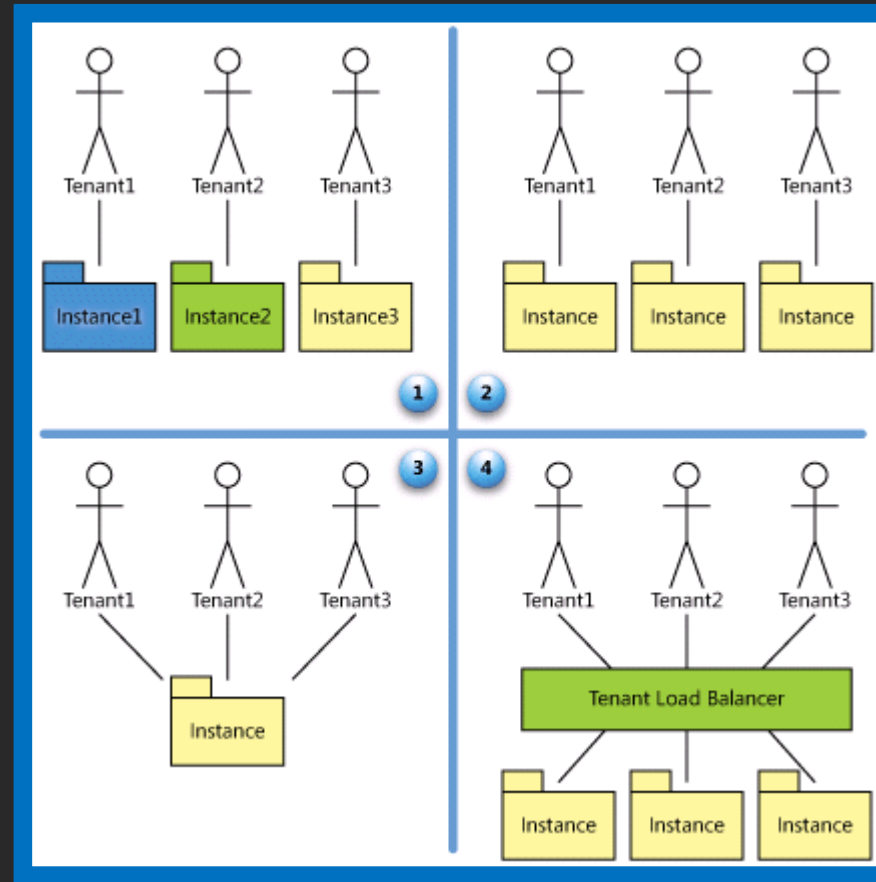 Tenant1 Tenant2 Tenant3
Instance1 Instance2 Instance3
1
Tenant1 Tenant2 Tenant3
Instance Instance Instance
2
3
Tenant1 Tenant2 Tenant3
Instance
4
Tenant1 Tenant2 Tenant3
Tenant Load Balancer
Instance Instance Instance